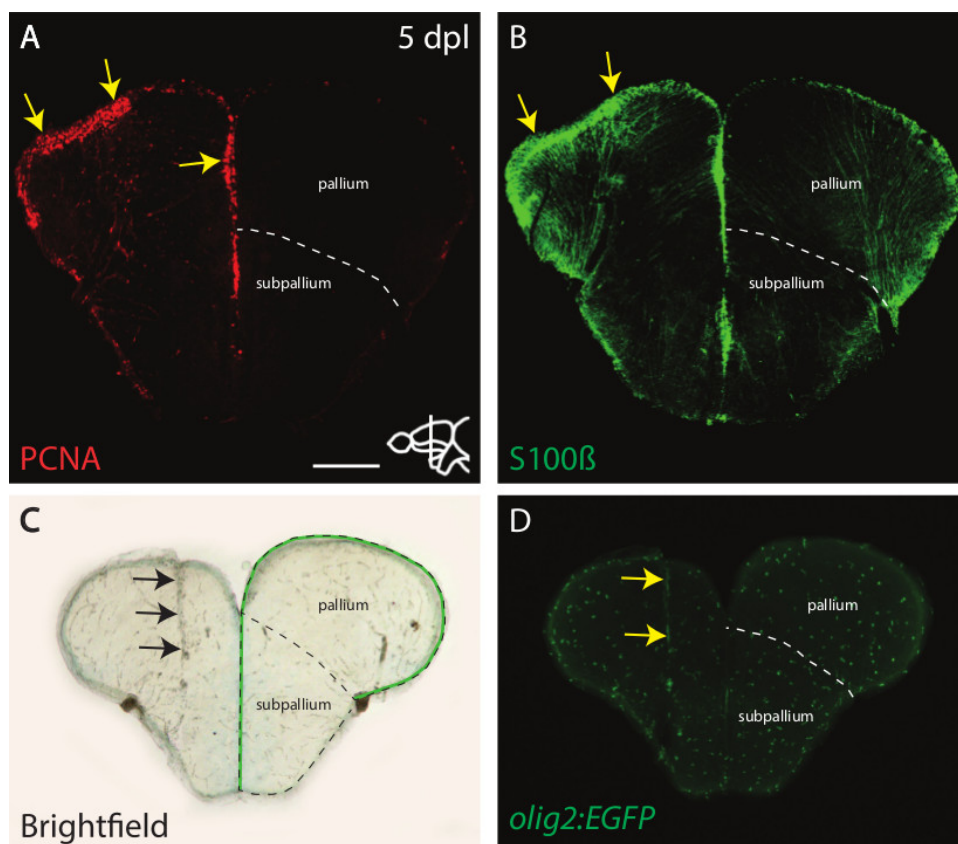 A
5 dpl
pallium
subpallium
PCNA
B
pallium
subpallium
S100ß
C
pallium
subpallium
Brightfield
D
pallium
subpallium
olig2:EGFP